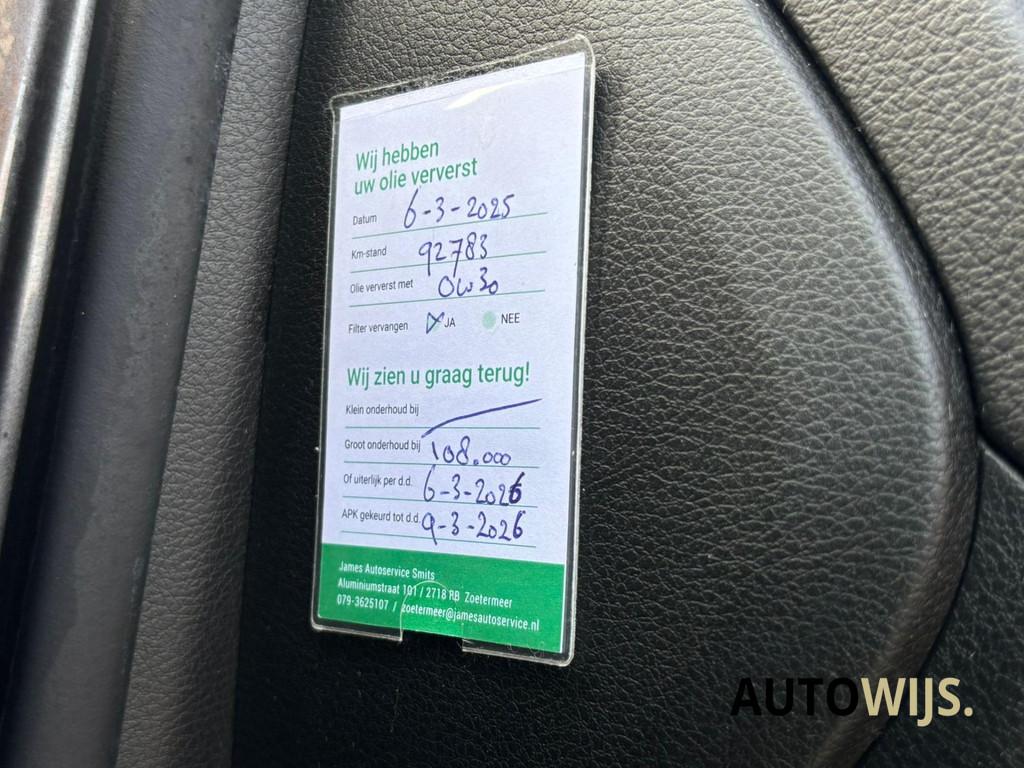 Wij hebben
uw olie ververst
Datum 6-3-2025
Km-stand 92783
Olie ververst met 0W30
Filter vervangen JA NEE
Wij zien u graag terug!
Klein onderhoud bij
Groot onderhoud bij 108.000
Of uiterlijk per d.d. 6-3-2026
APK gekeurd tot d.d. 9-3-2026
James Autoservice Smits
Aluminiumstraat 101 / 2718 RB Zoetermeer
079-3625107 / zoetermeer@jamesautoservice.nl
AUTOWIJS.